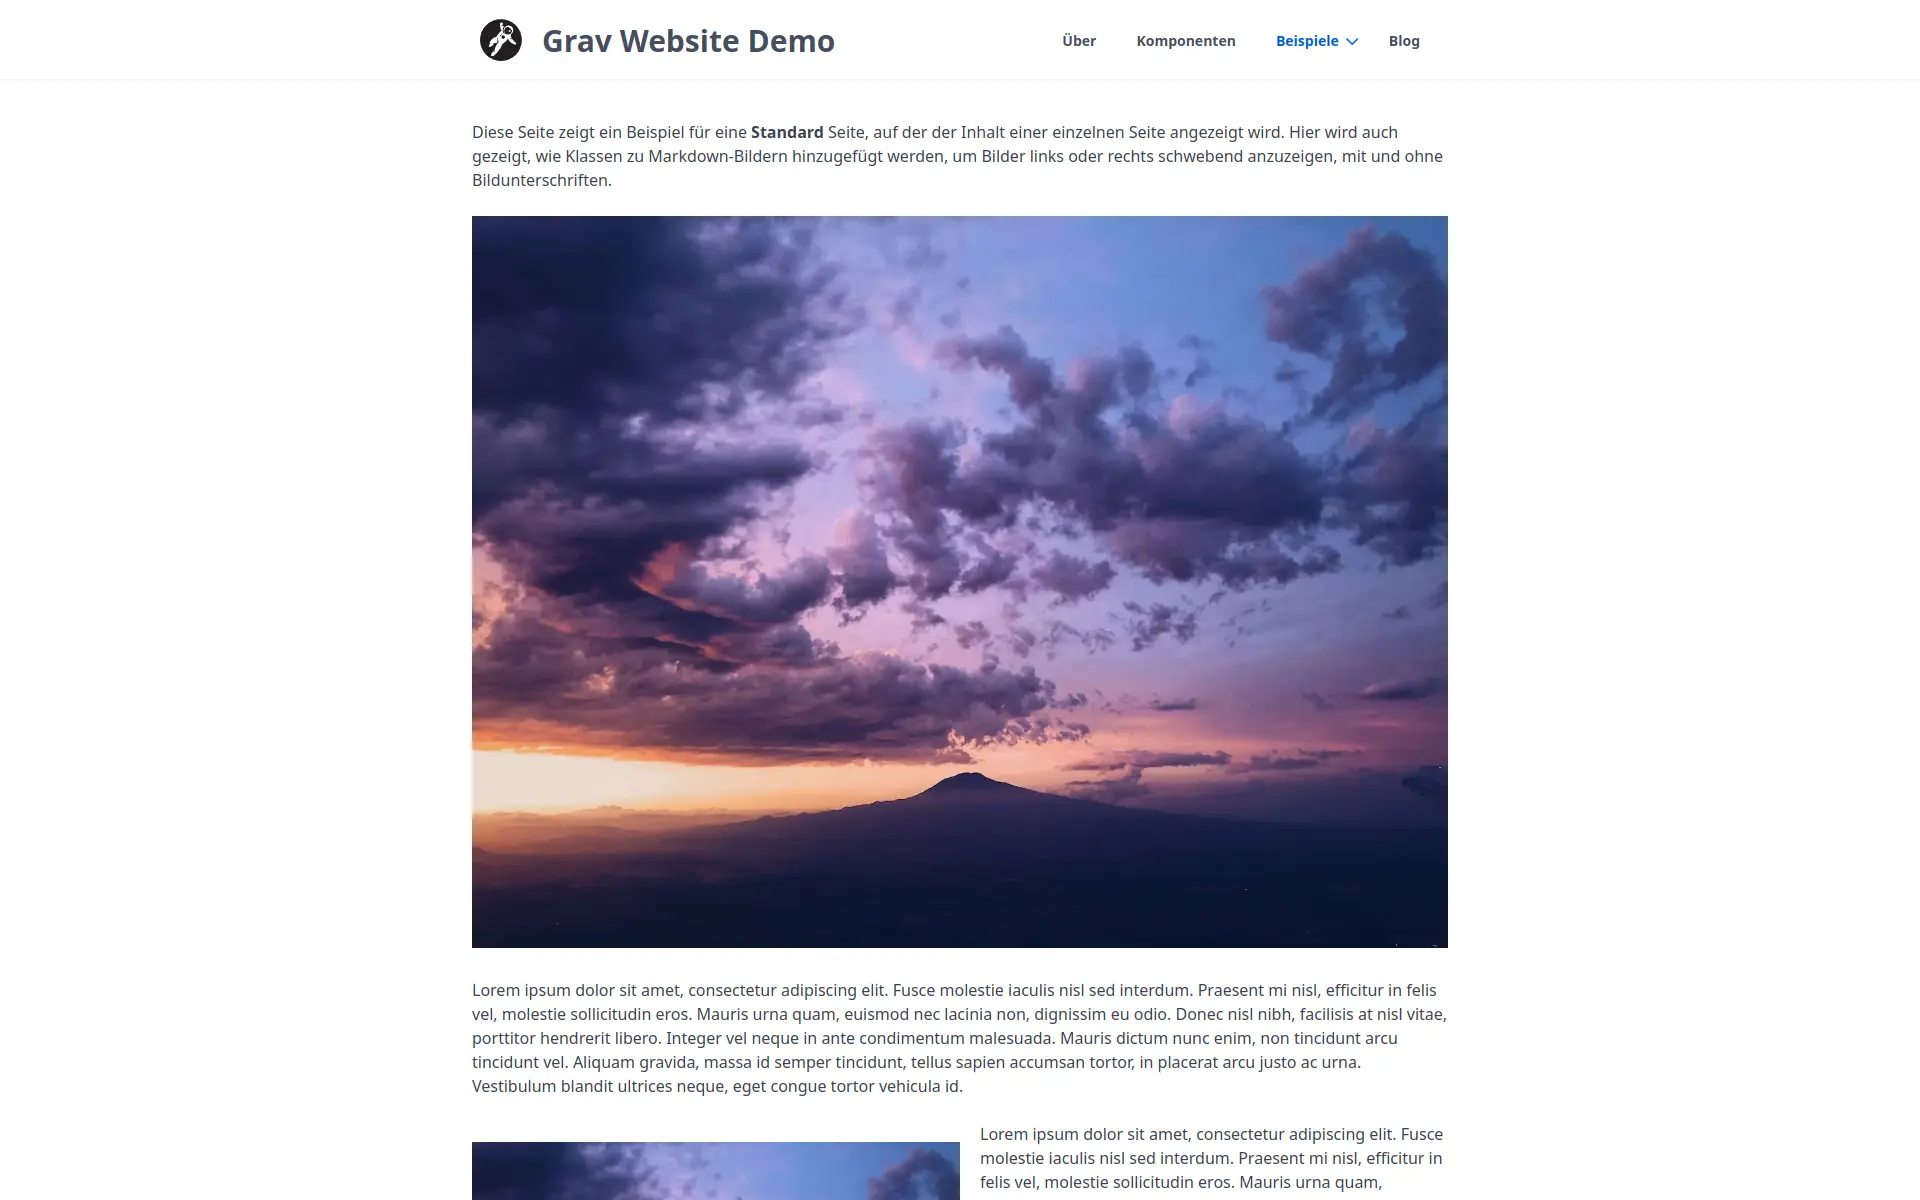 Grav Website Demo
Über
Komponenten
Beispiele
Blog
Diese Seite zeigt ein Beispiel für eine Standard Seite, auf der der Inhalt einer einzelnen Seite angezeigt wird. Hier wird auch
gezeigt, wie Klassen zu Markdown-Bildern hinzugefügt werden, um Bilder links oder rechts schwebend anzuzeigen, mit und ohne
Bildunterschriften.
Lorem ipsum dolor sit amet, consectetur adipiscing elit. Fusce molestie iaculis nisl sed interdum. Praesent mi nisl, efficitur in felis
vel, molestie sollicitudin eros. Mauris urna quam, euismod nec lacinia non, dignissim eu odio. Donec nisl nibh, facilisis at nisl vitae,
porttitor hendrerit libero. Integer vel neque in ante condimentum malesuada. Mauris dictum nunc enim, non tincidunt arcu
tincidunt vel. Aliquam gravida, massa id semper tincidunt, tellus sapien accumsan tortor, in placerat arcu justo ac urna.
Vestibulum blandit ultrices neque, eget congue tortor vehicula id.
Lorem ipsum dolor sit amet, consectetur adipiscing elit. Fusce
molestie iaculis nisl sed interdum. Praesent mi nisl, efficitur in
felis vel, molestie sollicitudin eros. Mauris urna quam,